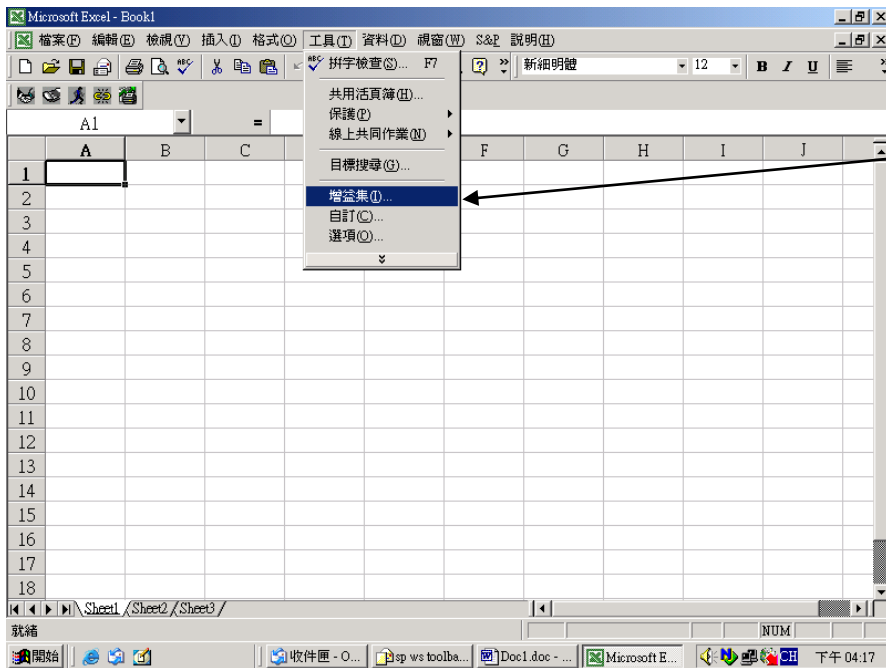 Microsoft Excel - Book1
檔案(F) 編輯(E) 檢視(V) 插入(I) 格式(O) 工具(T) 資料(D) 視窗(W) S&P 說明(H)
新細明體 12 B I U
拼字檢查(S)... F7
共用活頁簿(H)...
保護(P)
線上共同作業(N)
目標搜尋(G)...
增益集(I)...
自訂(C)...
選項(O)...
A1 =
A B C F G H I J
1
2
3
4
5
6
7
8
9
10
11
12
13
14
15
16
17
18
Sheet1 Sheet2 Sheet3
就緒 NUM
開始 收件匣 - O... sp ws toolba... Doc1.doc - ... Microsoft E... CH 下午 04:17